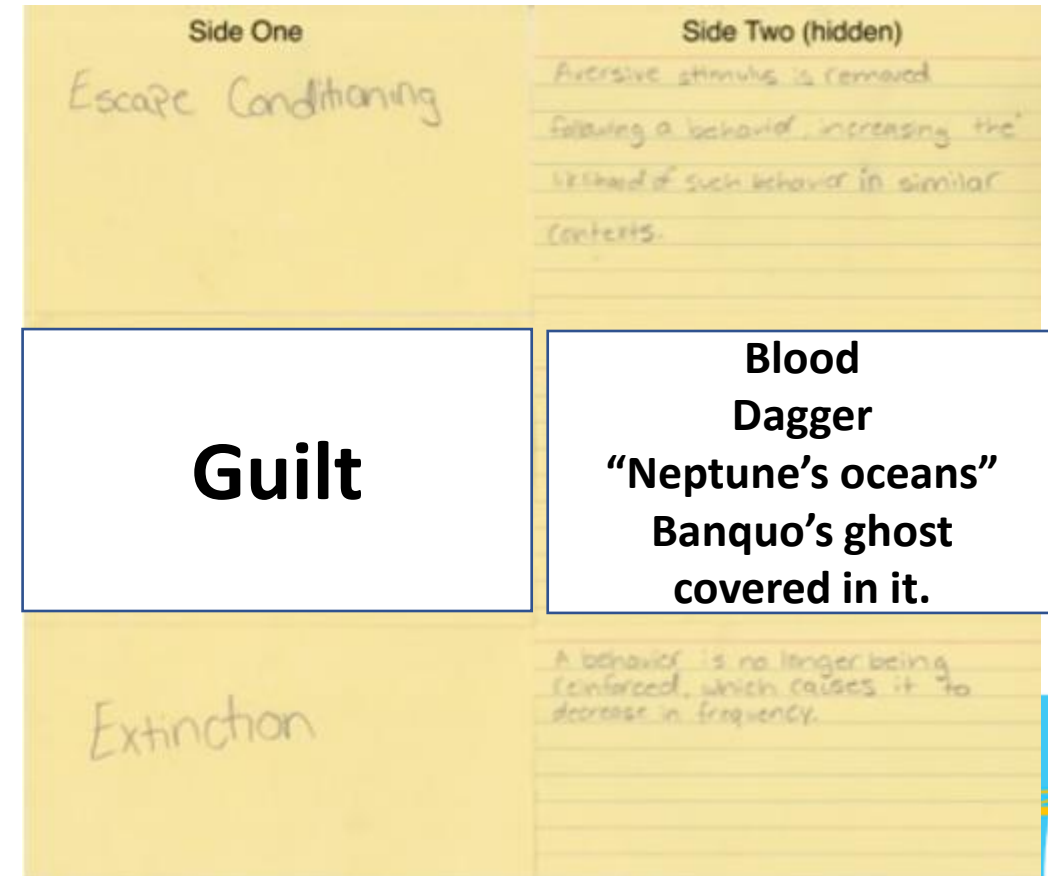 Side One
Side Two (hidden)
Escape Conditioning
Aversive stimulus is removed
following a behavior, increasing the
likelihood of such behavior in similar
contexts.
Guilt
Blood
Dagger
“Neptune’s oceans”
Banquo’s ghost
covered in it.
Extinction
A behavior is no longer being
reinforced, which causes it to
decrease in frequency.